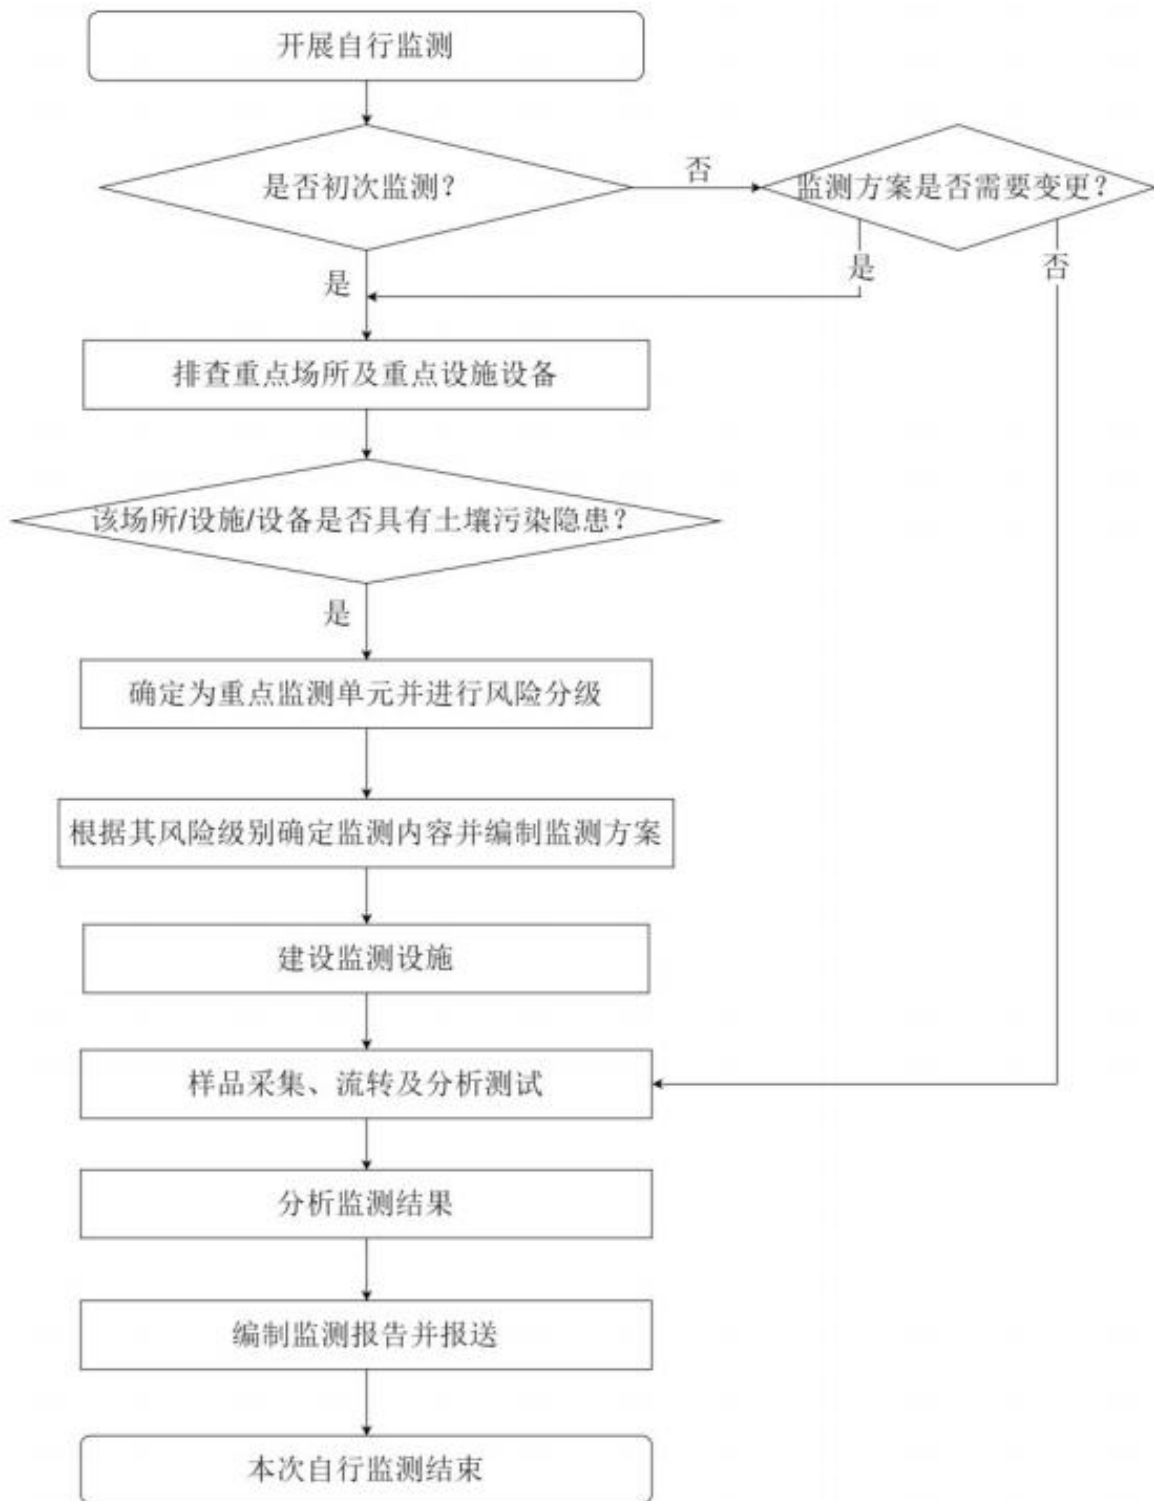 开展自行监测
是否初次监测？
否
监测方案是否需要变更？
是
是
否
排查重点场所及重点设施设备
该场所/设施/设备是否具有土壤污染隐患？
是
确定为重点监测单元并进行风险分级
根据其风险级别确定监测内容并编制监测方案
建设监测设施
样品采集、流转及分析测试
分析监测结果
编制监测报告并报送
本次自行监测结束